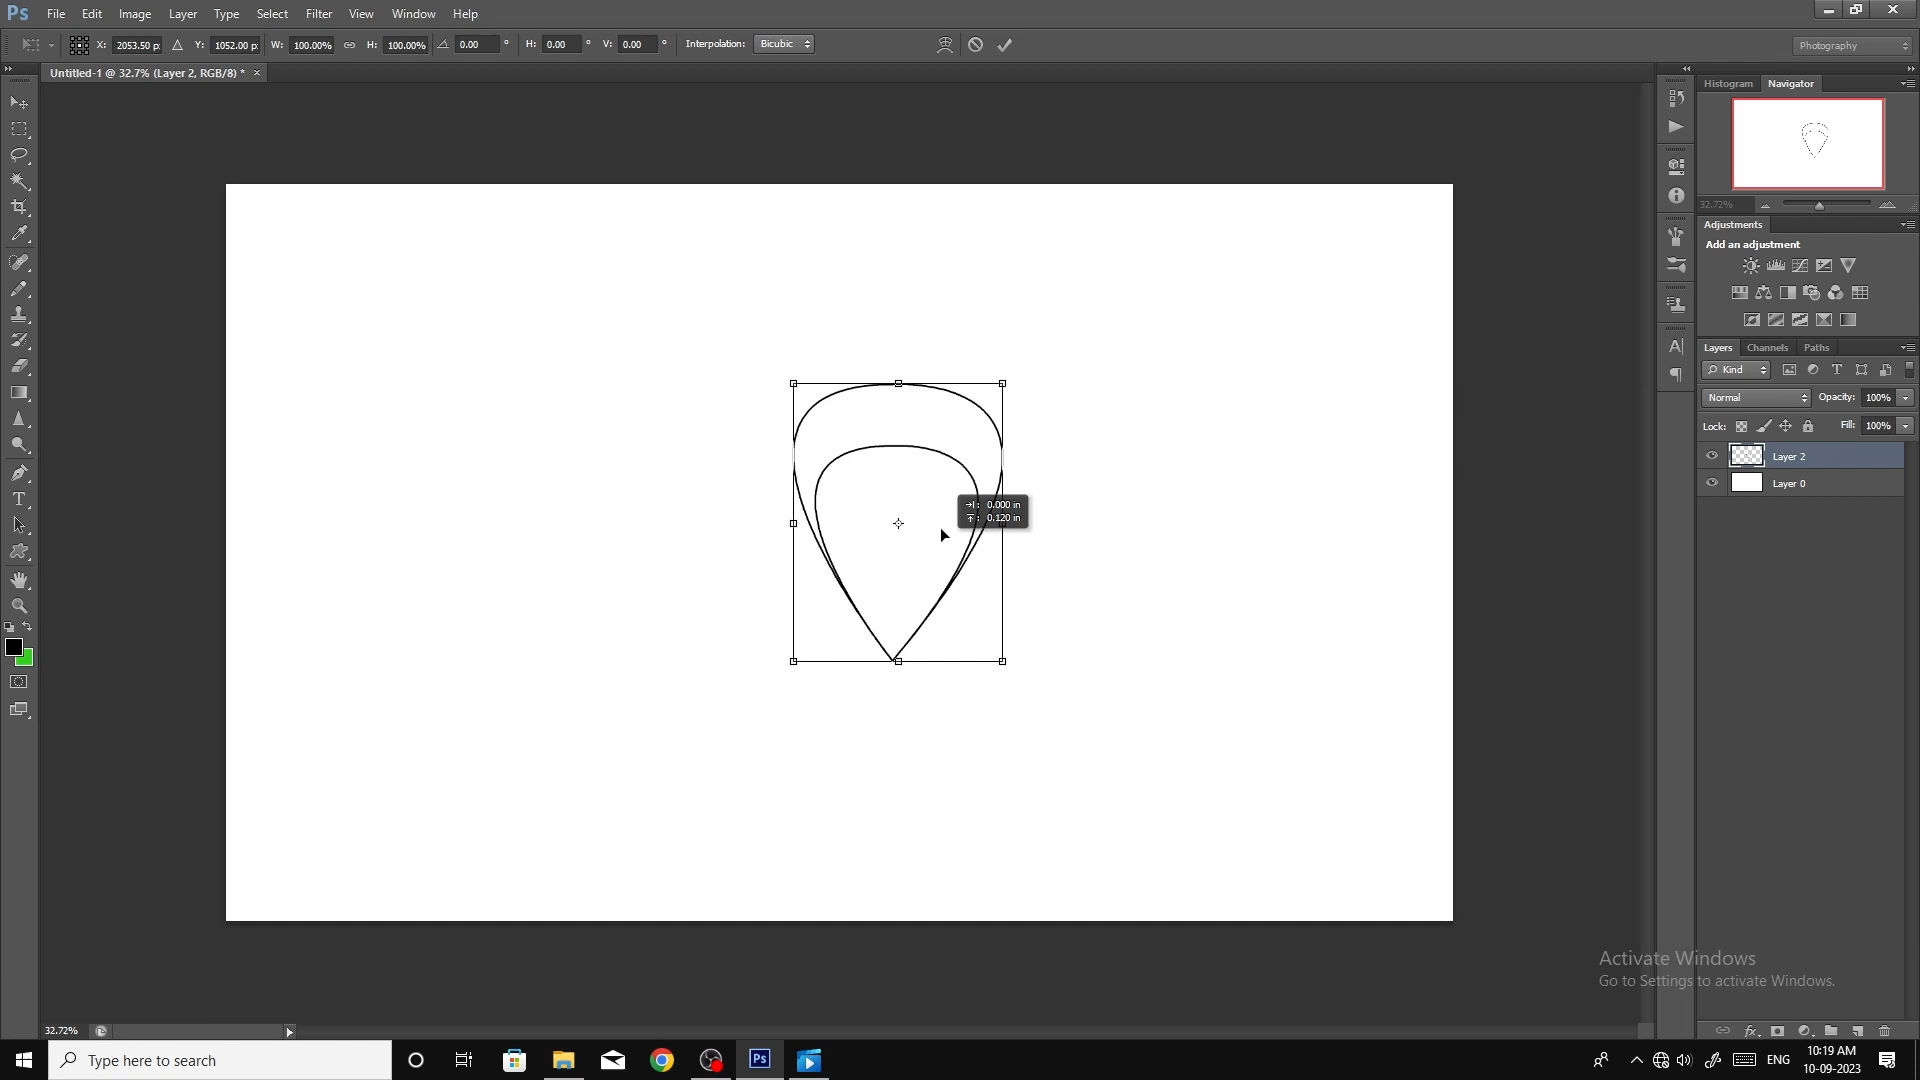 Ps File Edit Image Layer Type Select Filter View Window Help
X: 2053.50 p: Y: 1052.00 p: W: 100.00% H: 100.00% 0.00 ° H: 0.00 ° V: 0.00 ° Interpolation: Bicubic Photography
Untitled-1 @ 32.7% (Layer 2, RGB/8) * ×
Histogram Navigator
32.72%
Adjustments
Add an adjustment
Layers Channels Paths
Kind
Normal Opacity: 100%
Lock: Fill: 100%
Layer 2
Layer 0
0.000 in
0.120 in
Activate Windows
Go to Settings to activate Windows.
32.72%
Type here to search
Ps
ENG
10:19 AM
10-09-2023